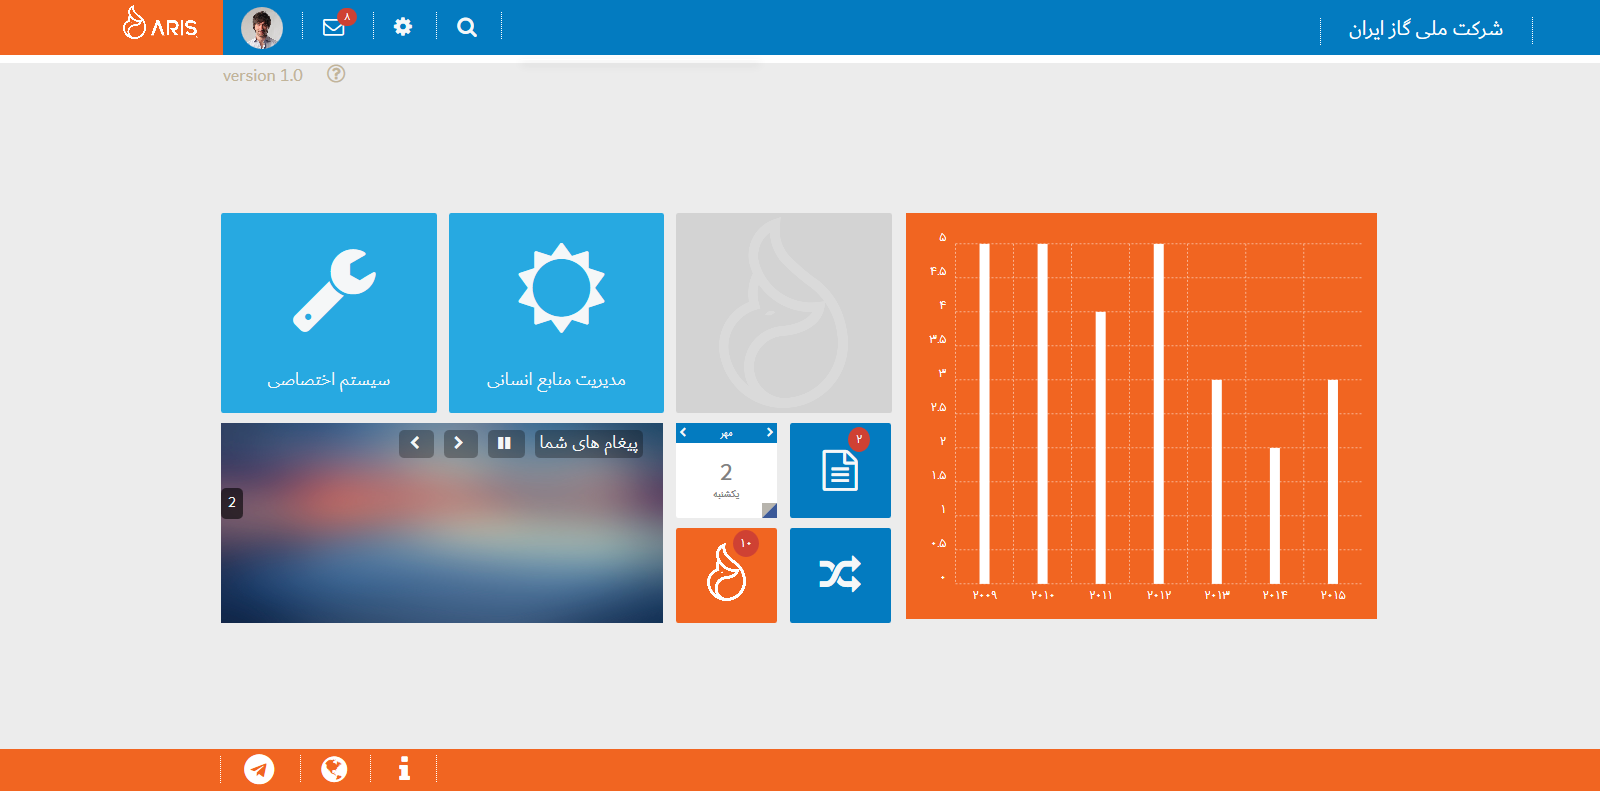 ARIS
۸
شرکت ملی گاز ایران
version 1.0
سیستم اختصاصی
مدیریت منابع انسانی
۵
۴.۵
۴
۳.۵
۳
۲.۵
۲
۱.۵
۱
۰.۵
۰
۲۰۰۹ ۲۰۱۰ ۲۰۱۱ ۲۰۱۲ ۲۰۱۳ ۲۰۱۴ ۲۰۱۵
پیغام های شما
2
مهر
2
یکشنبه
۲
۱۰